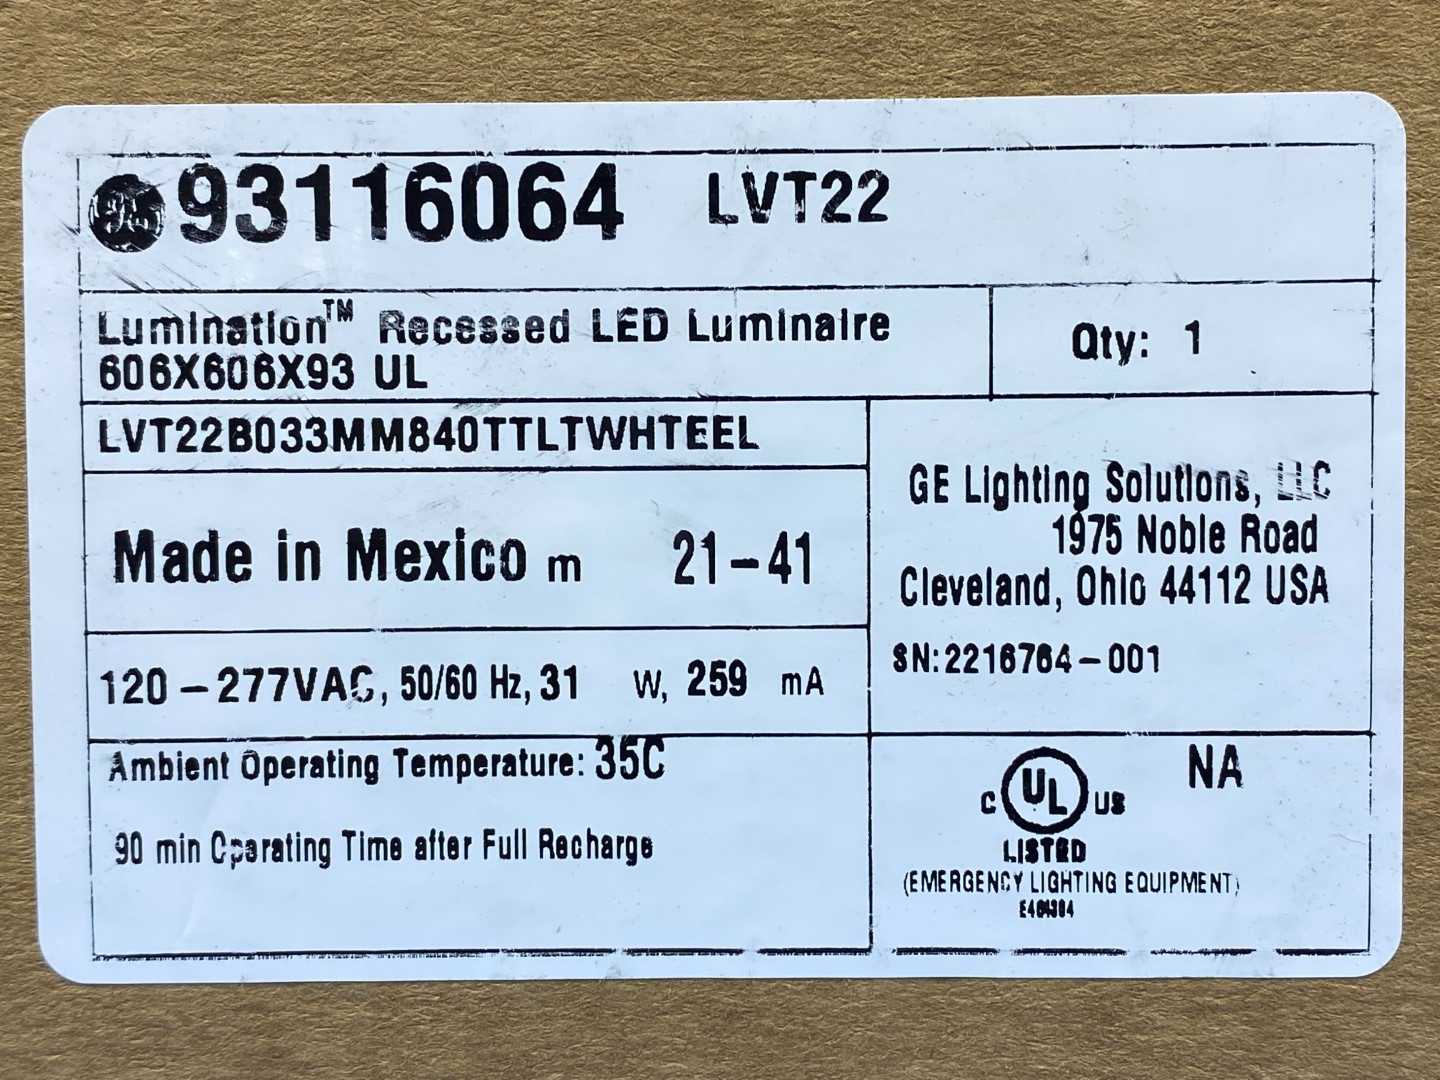 GE 93116064 LVT22
Lumination™ Recessed LED Luminaire
606X606X93 UL
Qty: 1
LVT22B033MM840TTLTWHTEEL
Made in Mexico m 21-41
GE Lighting Solutions, LLC
1975 Noble Road
Cleveland, Ohio 44112 USA
SN:2216764-001
120-277VAC, 50/60 Hz, 31 W, 259 mA
Ambient Operating Temperature: 35C
90 min Operating Time after Full Recharge
C UL US NA
LISTED
(EMERGENCY LIGHTING EQUIPMENT)